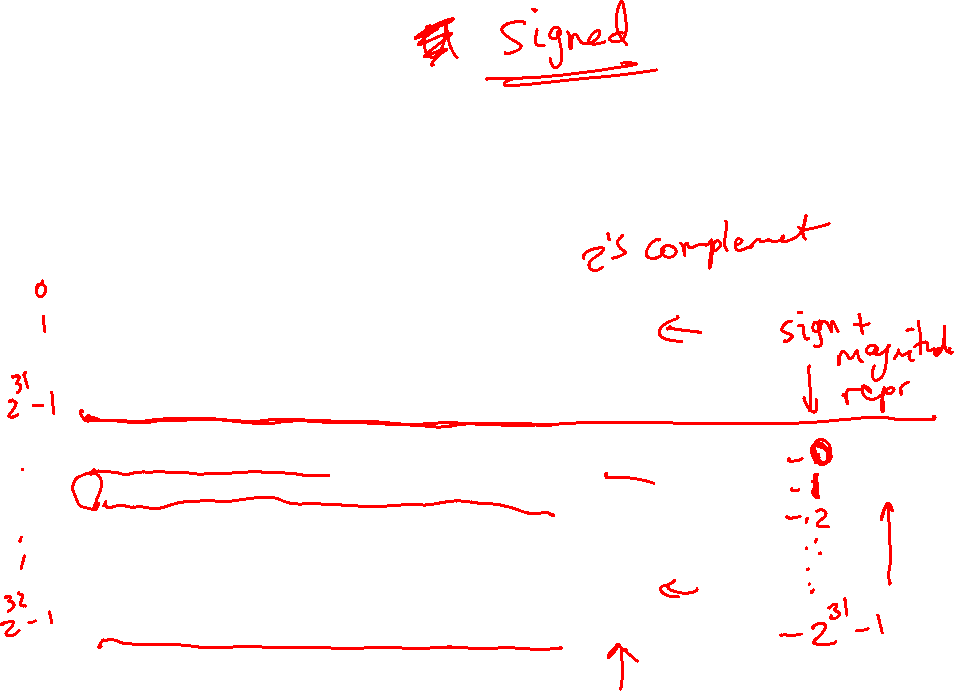 signed
2's complemet
0
1
sign +
magnitude
repr
2^31 - 1
- 0
- 1
- 2
2^32 - 1
- 2^31 - 1